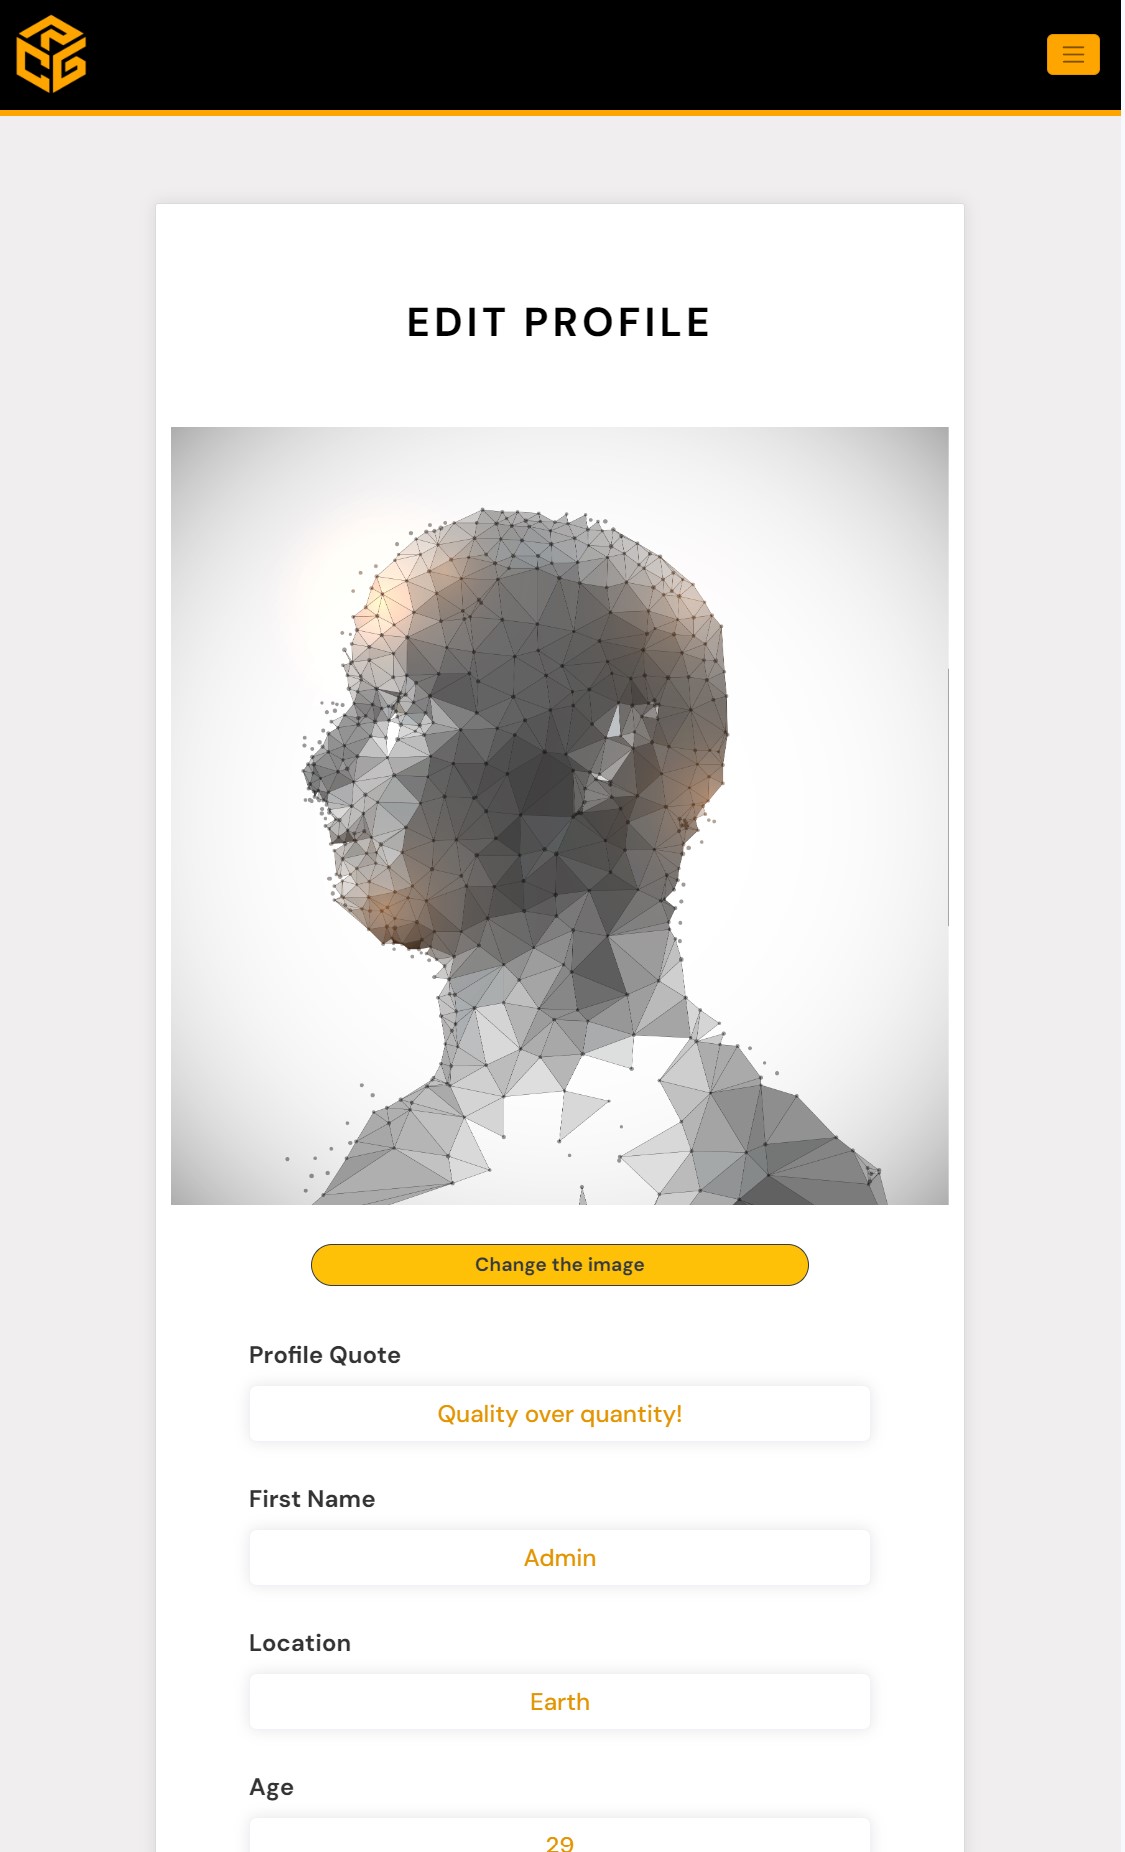 EDIT PROFILE
Change the image
Profile Quote
Quality over quantity!
First Name
Admin
Location
Earth
Age
29